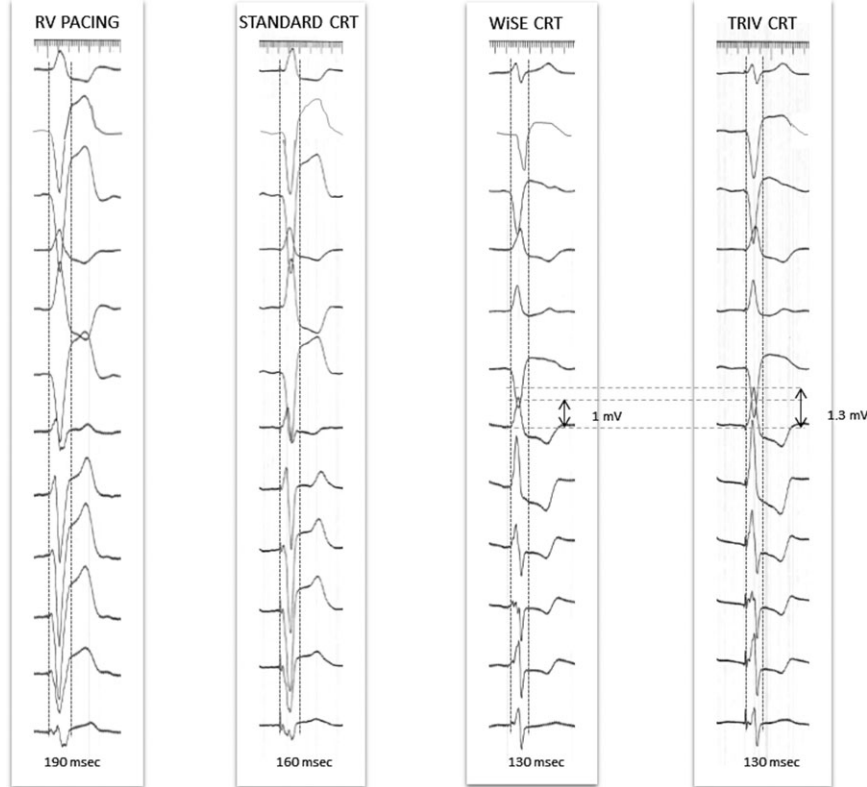 RV PACING
STANDARD CRT
WiSE CRT
TRIV CRT
1 mV
1.3 mV
190 msec
160 msec
130 msec
130 msec